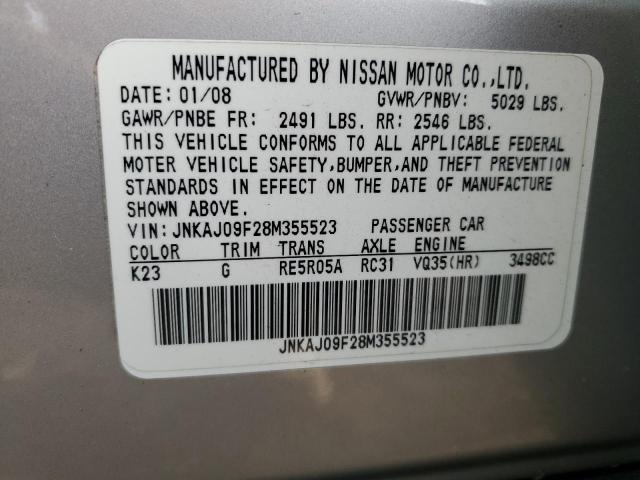 MANUFACTURED BY NISSAN MOTOR CO.,LTD.
DATE: 01/08 GVWR/PNBV: 5029 LBS.
GAWR/PNBE FR: 2491 LBS. RR: 2546 LBS.
THIS VEHICLE CONFORMS TO ALL APPLICABLE FEDERAL
MOTOR VEHICLE SAFETY,BUMPER,AND THEFT PREVENTION
STANDARDS IN EFFECT ON THE DATE OF MANUFACTURE
SHOWN ABOVE.
VIN: JNKAJ09F28M355523 PASSENGER CAR
COLOR TRIM TRANS AXLE ENGINE
K23 G RE5R05A RC31 VQ35(HR) 3498CC
JNKAJ09F28M355523